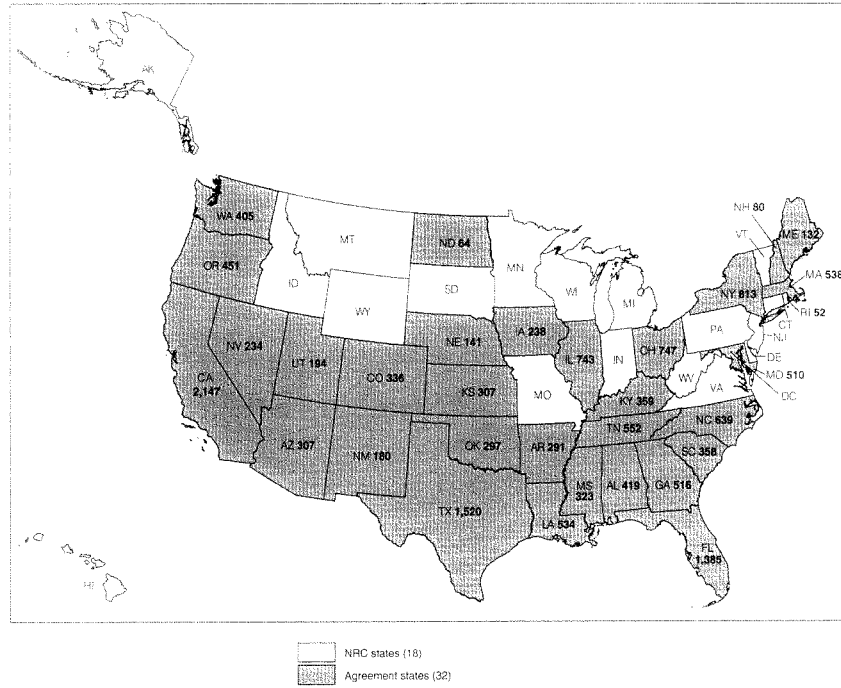 AK
WA 405
MT
ND 64
MN
OR 451
ID
WY
SD
WI
MI
NH 80
VT
ME 132
MA 538
NY 813
RI 52
CT
NJ
PA
NV 234
UT 194
CO 336
NE 141
IA 238
IL 743
IN
OH 747
DE
MD 510
DC
WV
VA
CA
2,147
KS 307
MO
KY 359
NC 639
TN 552
SC 358
AZ 307
NM 180
OK 297
AR 291
MS
323
AL 419
GA 516
TX 1,520
LA 534
FL
1,385
HI
NRC states (18)
Agreement states (32)